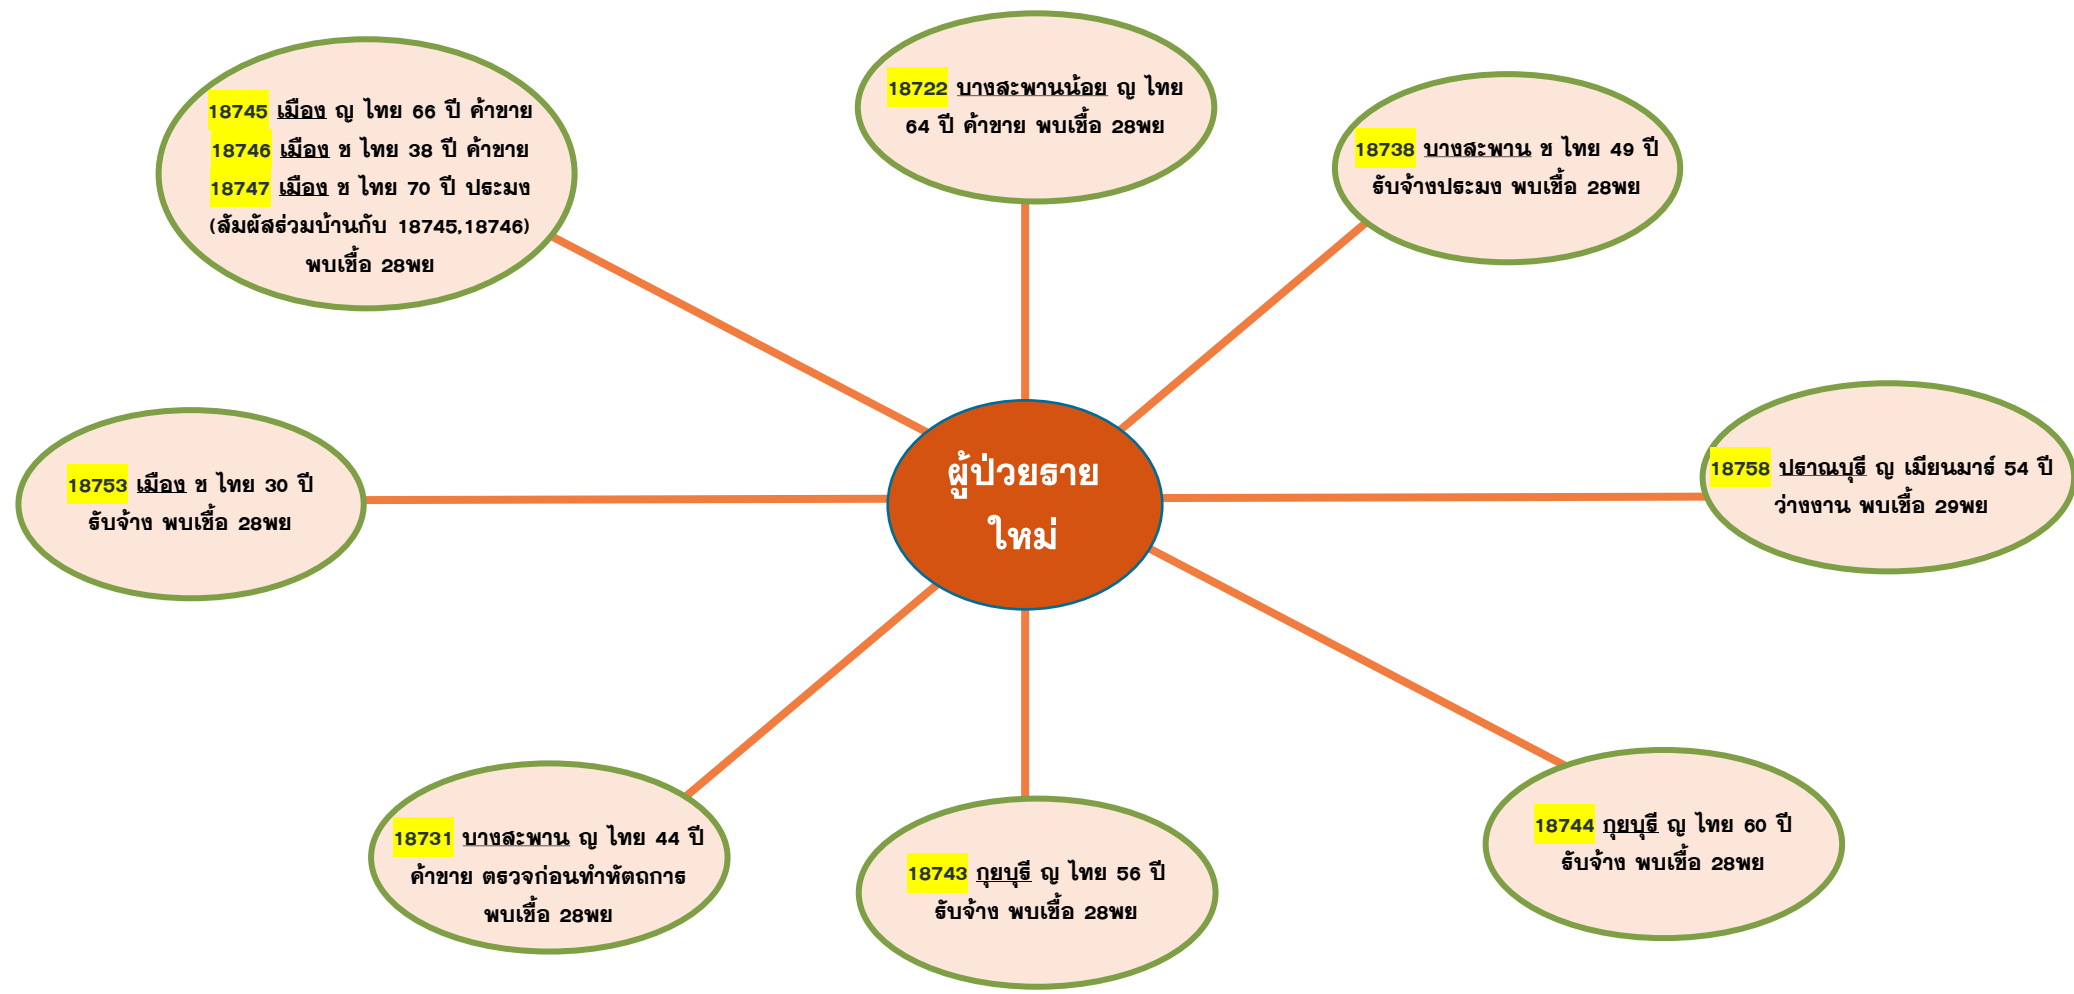 18745 เมือง ญ ไทย 66 ปี ค้าขาย
18746 เมือง ช ไทย 38 ปี ค้าขาย
18747 เมือง ช ไทย 70 ปี ประมง
(สัมผัสร่วมบ้านกับ 18745,18746)
พบเชื้อ 28พย
18722 บางสะพานน้อย ญ ไทย
64 ปี ค้าขาย พบเชื้อ 28พย
18738 บางสะพาน ช ไทย 49 ปี
รับจ้างประมง พบเชื้อ 28พย
18753 เมือง ช ไทย 30 ปี
รับจ้าง พบเชื้อ 28พย
ผู้ป่วยราย
ใหม่
18758 ปราณบุรี ญ เมียนมาร์ 54 ปี
ว่างงาน พบเชื้อ 29พย
18731 บางสะพาน ญ ไทย 44 ปี
ค้าขาย ตรวจก่อนทำหัตถการ
พบเชื้อ 28พย
18743 กุยบุรี ญ ไทย 56 ปี
รับจ้าง พบเชื้อ 28พย
18744 กุยบุรี ญ ไทย 60 ปี
รับจ้าง พบเชื้อ 28พย